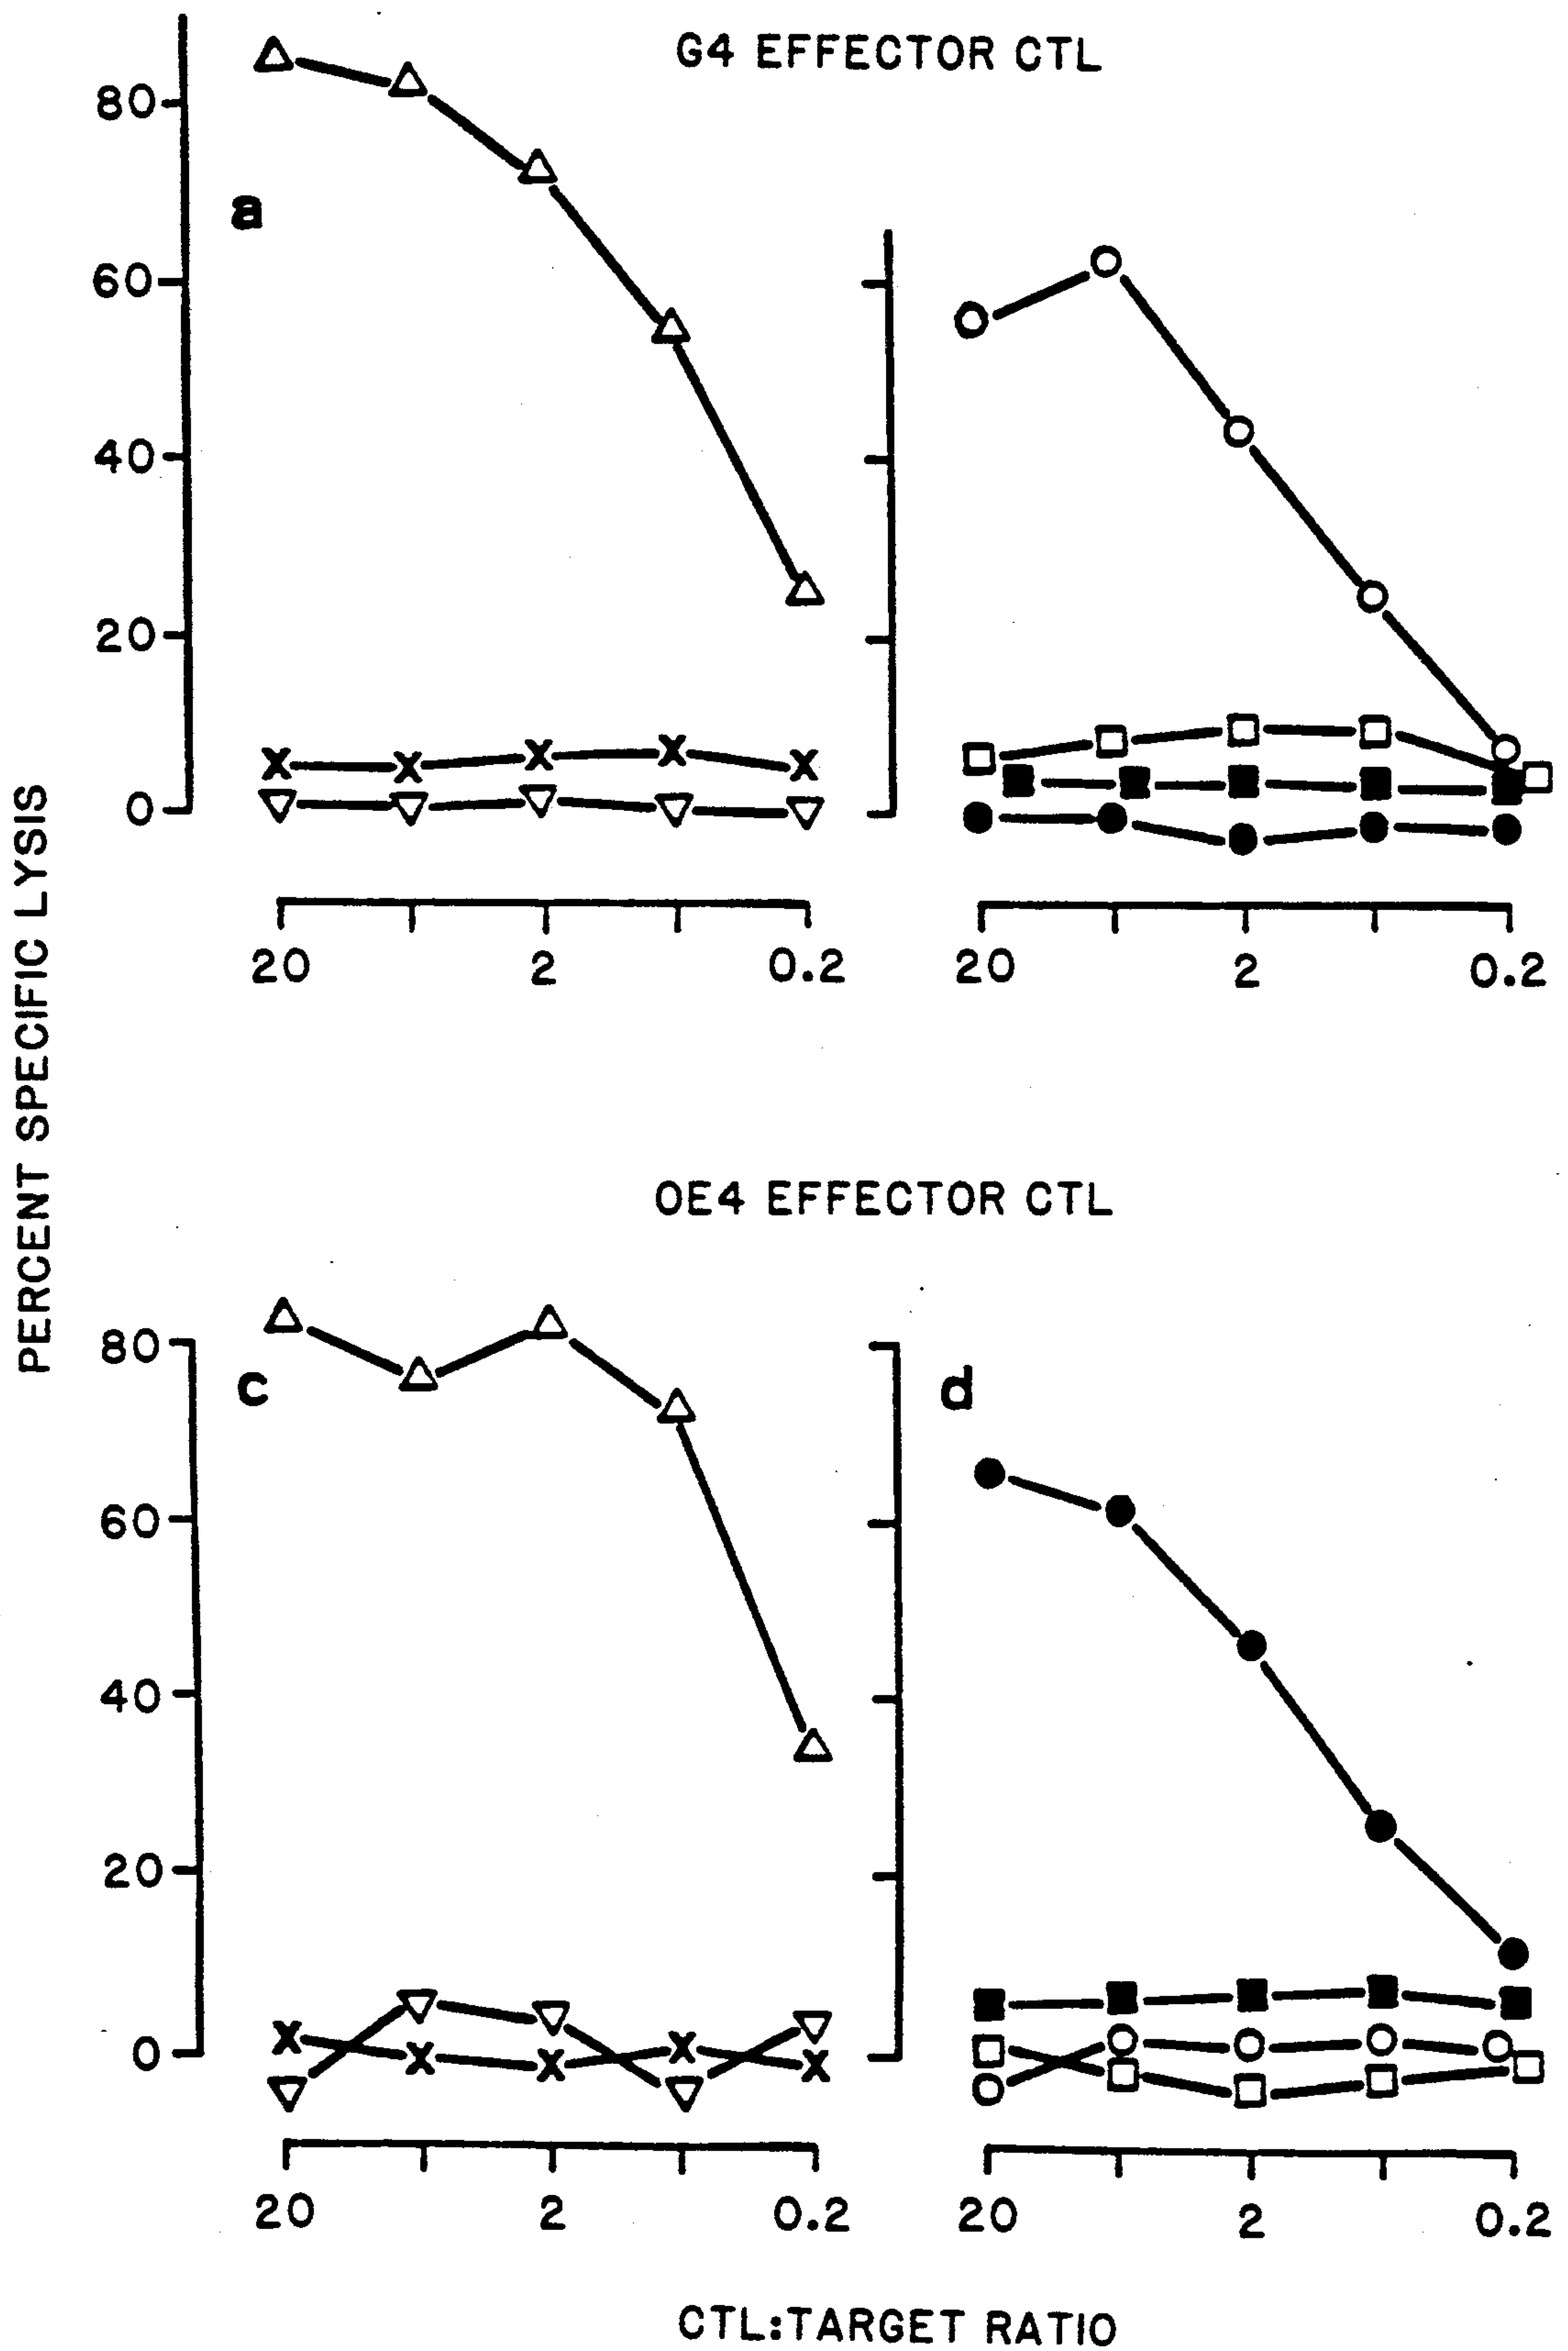 G4 EFFECTOR CTL
80
60
40
20
0
a
20 2 0.2
20 2 0.2
PERCENT SPECIFIC LYSIS
OE4 EFFECTOR CTL
80
60
40
20
0
c
d
20 2 0.2
20 2 0.2
CTL:TARGET RATIO